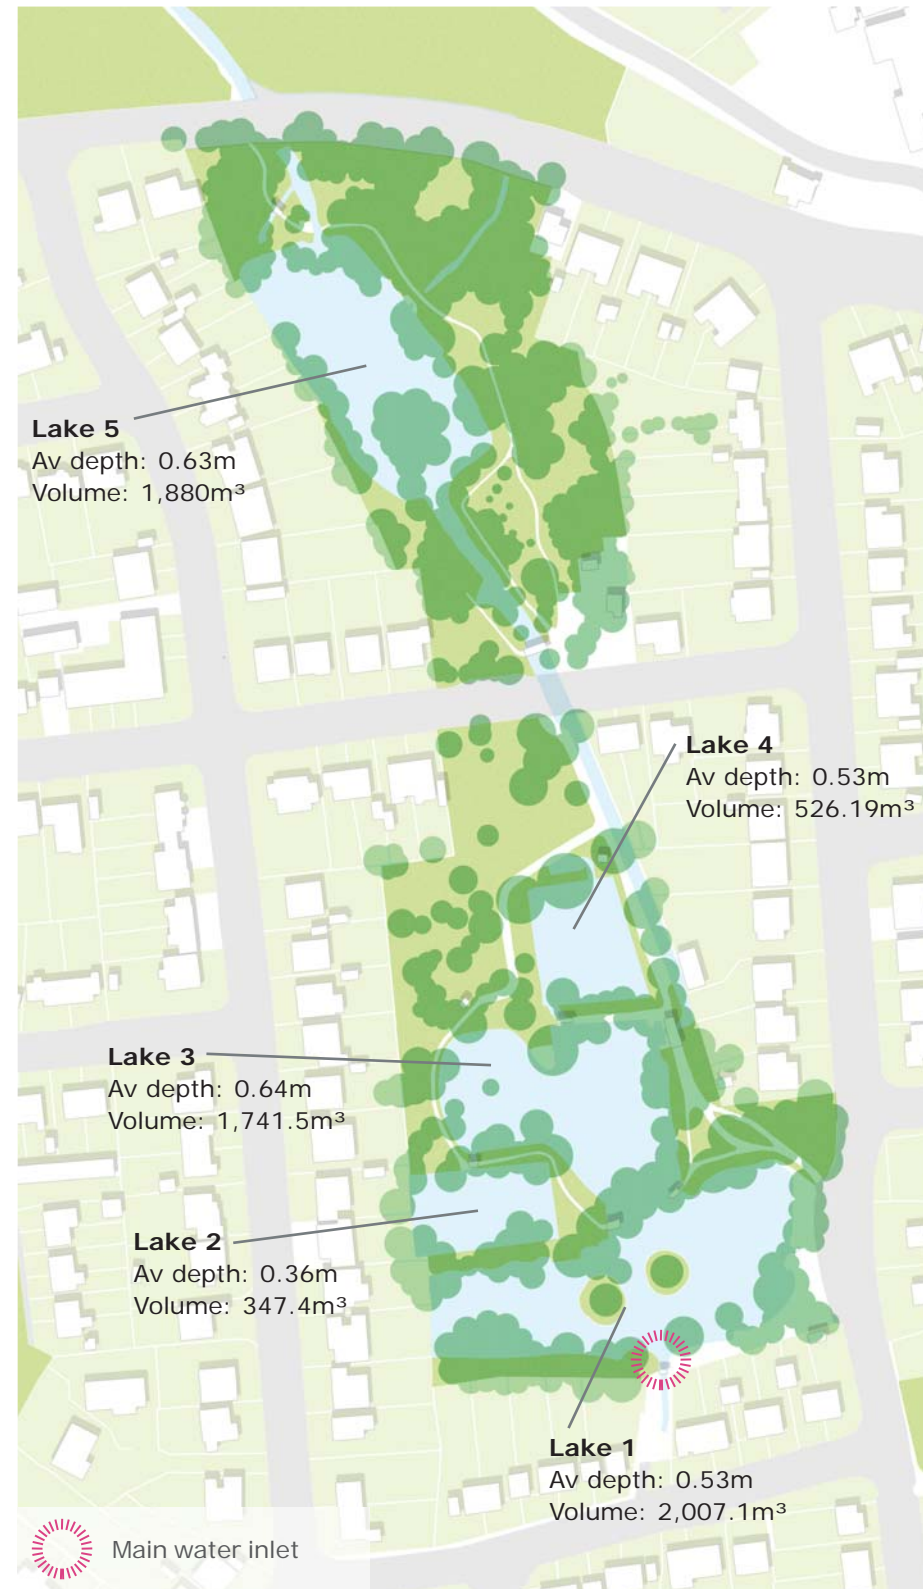 Lake 5
Av depth: 0.63m
Volume: 1,880m³
Lake 4
Av depth: 0.53m
Volume: 526.19m³
Lake 3
Av depth: 0.64m
Volume: 1,741.5m³
Lake 2
Av depth: 0.36m
Volume: 347.4m³
Lake 1
Av depth: 0.53m
Volume: 2,007.1m³
Main water inlet